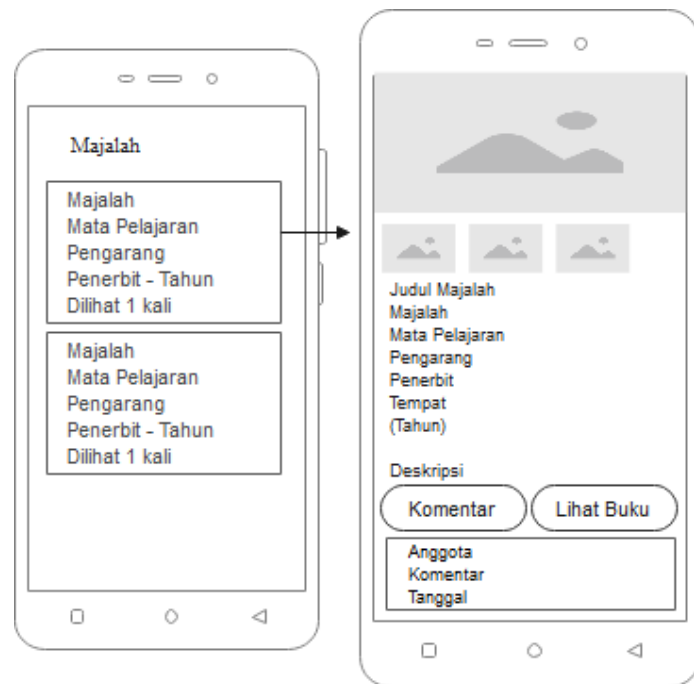 Majalah
Majalah
Mata Pelajaran
Pengarang
Penerbit - Tahun
Dilihat 1 kali
Majalah
Mata Pelajaran
Pengarang
Penerbit - Tahun
Dilihat 1 kali
Judul Majalah
Majalah
Mata Pelajaran
Pengarang
Penerbit
Tempat
(Tahun)
Deskripsi
Komentar
Lihat Buku
Anggota
Komentar
Tanggal